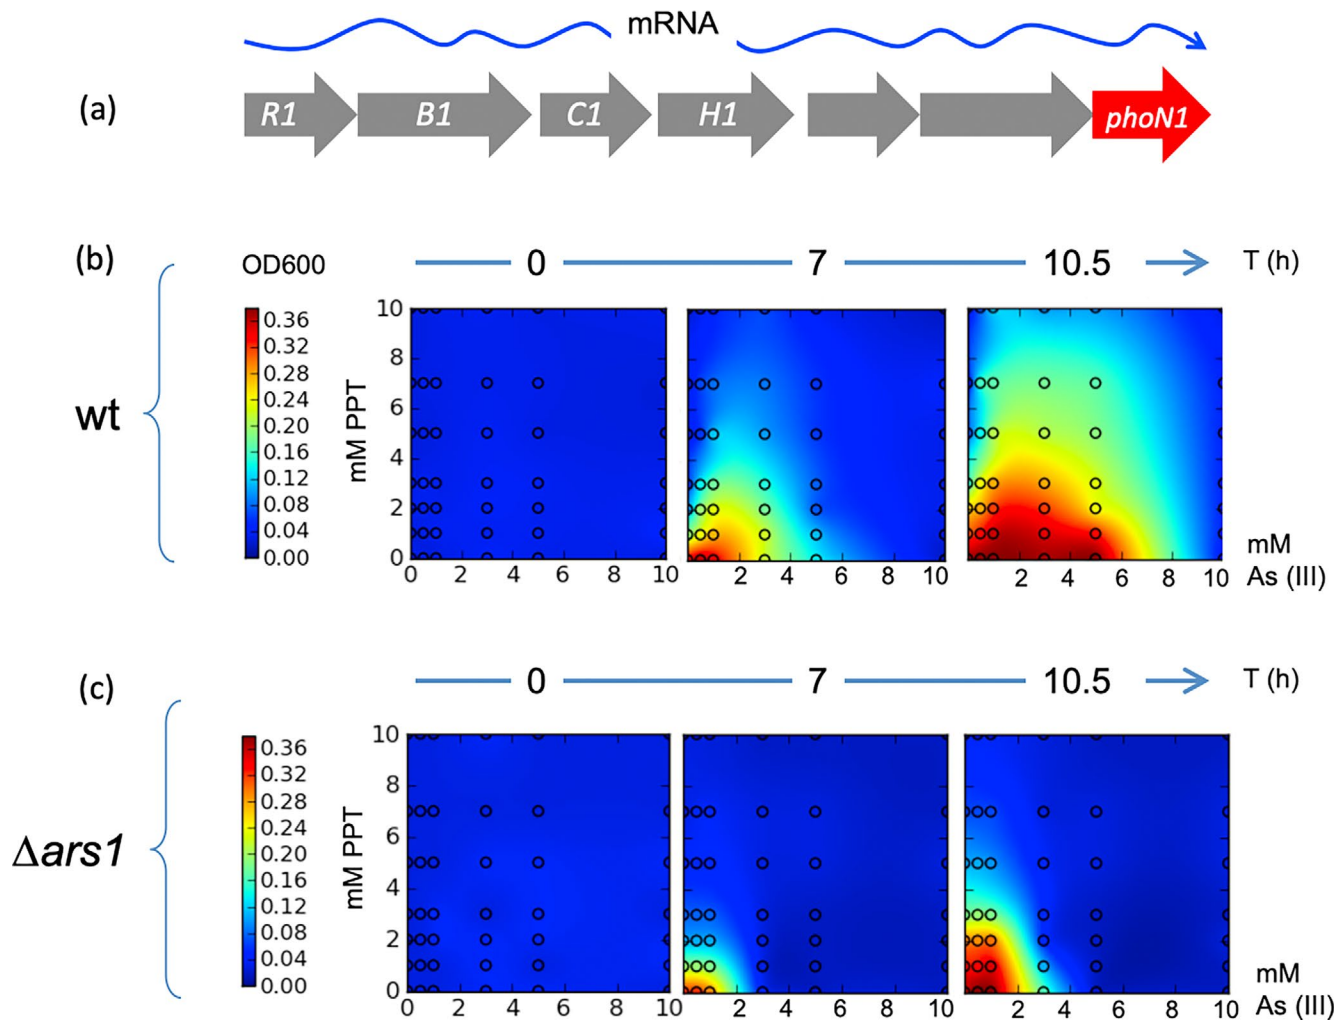 mRNA
(a)
R1 B1 C1 H1 phoN1
(b)
OD600 0 7 10.5 T (h)
wt
0.36
0.32
0.28
0.24
0.20
0.16
0.12
0.08
0.04
0.00
mM PPT
10
8
6
4
2
0
0 2 4 6 8 10
2 4 6 8 10
2 4 6 8 10
mM
As (III)
(c)
0 7 10.5 T (h)
Δars1
0.36
0.32
0.28
0.24
0.20
0.16
0.12
0.08
0.04
0.00
mM PPT
10
8
6
4
2
0
0 2 4 6 8 10
2 4 6 8 10
2 4 6 8 10
mM
As (III)